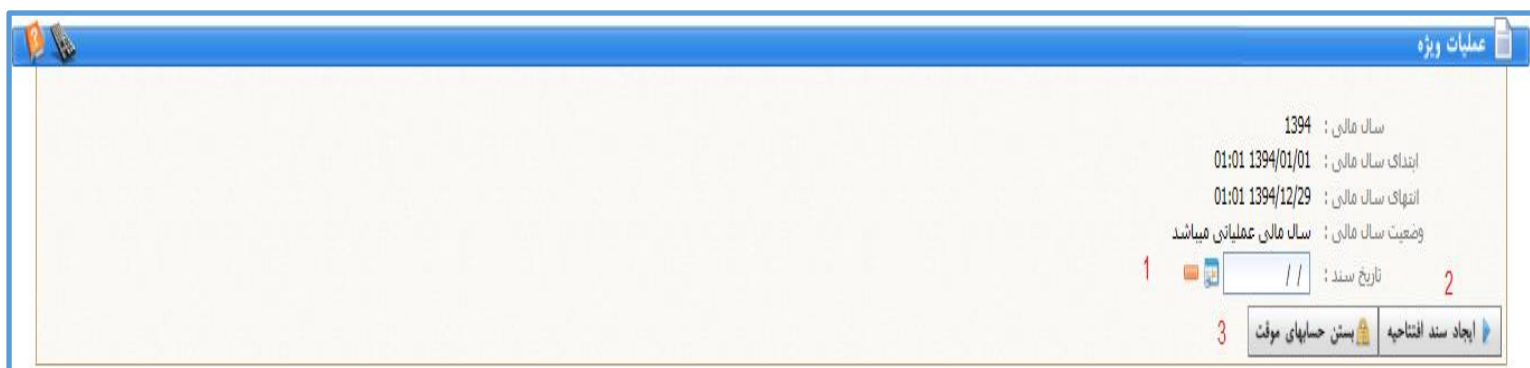 عملیات ویژه
سال مالی : 1394
ابتدای سال مالی : 1394/01/01 01:01
انتهای سال مالی : 1394/12/29 01:01
وضعیت سال مالی : سال مالی عملیاتی میباشد
تاریخ سند : / / 1
2
ایجاد سند افتتاحیه بستن حسابهای موقت 3